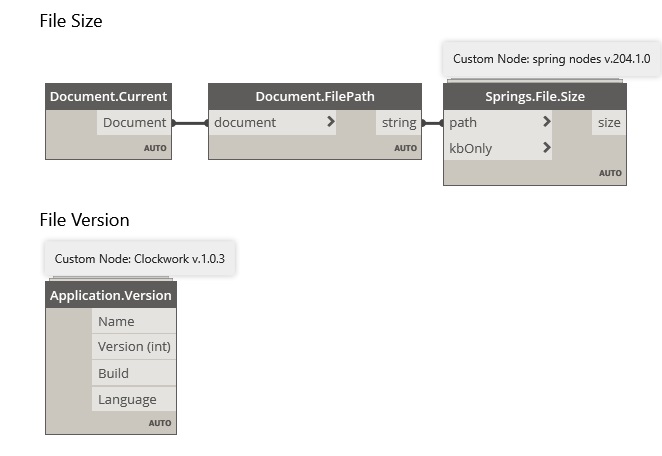 File Size
Custom Node: spring nodes v.204.1.0
Document.Current
Document
AUTO
Document.FilePath
document
string
AUTO
Springs.File.Size
path
size
kbOnly
AUTO
File Version
Custom Node: Clockwork v.1.0.3
Application.Version
Name
Version (int)
Build
Language
AUTO